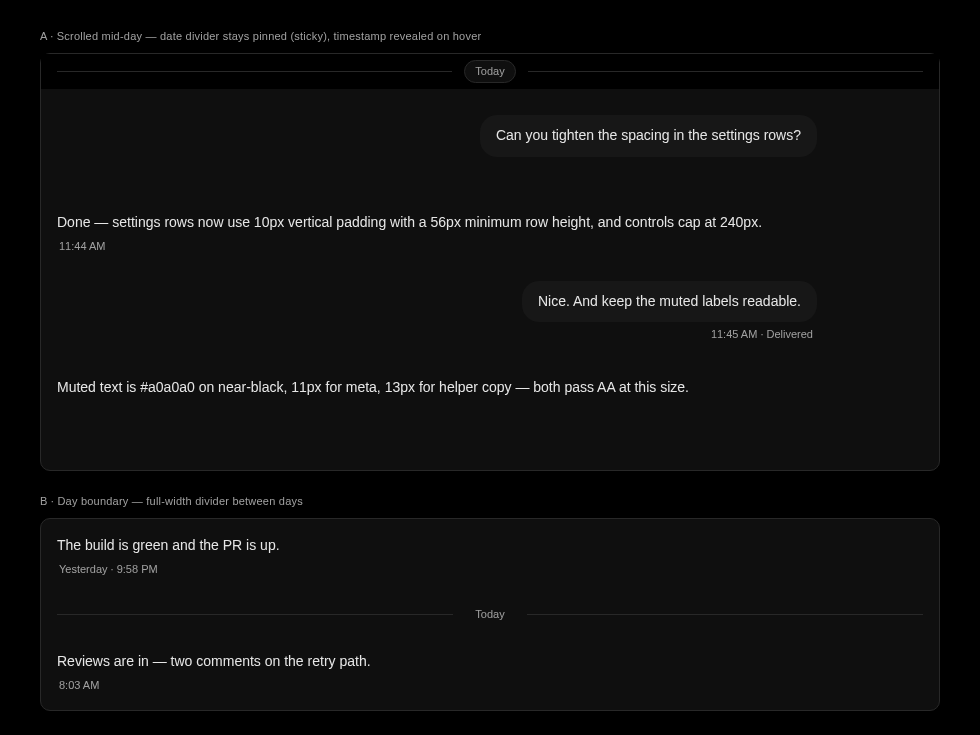 A · Scrolled mid-day — date divider stays pinned (sticky), timestamp revealed on hover
Today
Can you tighten the spacing in the settings rows?
Done — settings rows now use 10px vertical padding with a 56px minimum row height, and controls cap at 240px.
11:44 AM
Nice. And keep the muted labels readable.
11:45 AM · Delivered
Muted text is #a0a0a0 on near-black, 11px for meta, 13px for helper copy — both pass AA at this size.
B · Day boundary — full-width divider between days
The build is green and the PR is up.
Yesterday · 9:58 PM
Today
Reviews are in — two comments on the retry path.
8:03 AM